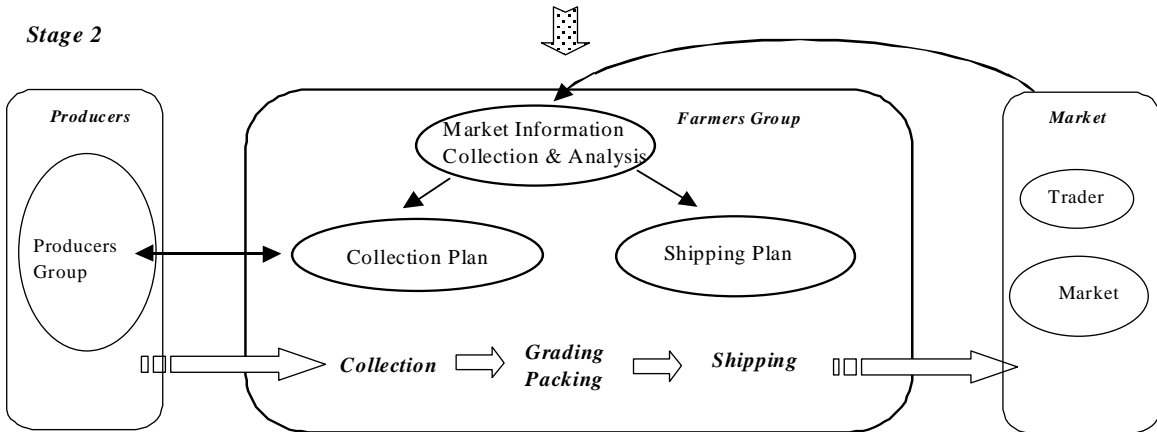 Stage 2
Producers
Farmers Group
Market
Market Information
Collection & Analysis
Trader
Producers
Group
Collection Plan
Shipping Plan
Market
Collection
Grading
Packing
Shipping